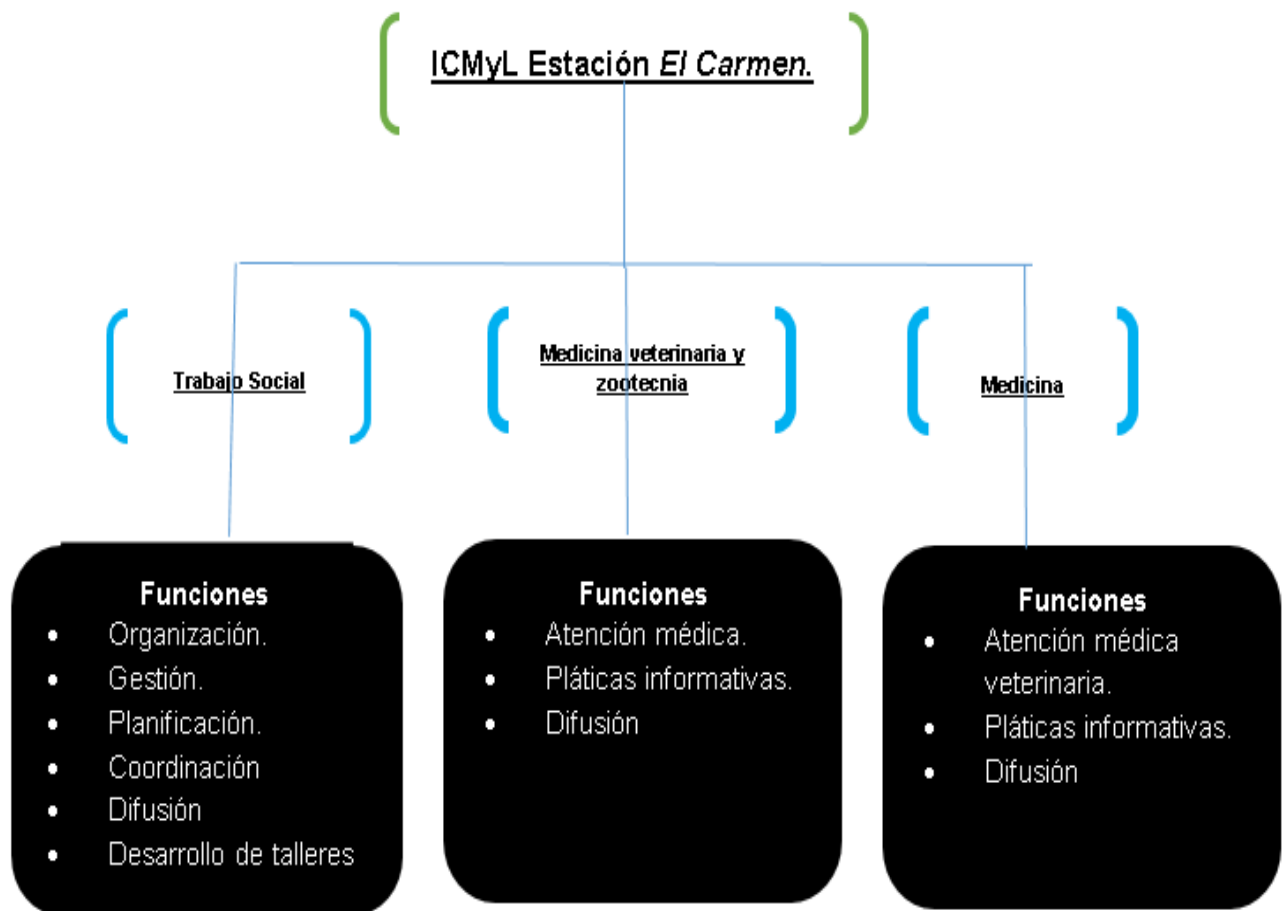 ICMyL Estación El Carmen.
Trabajo Social
Medicina veterinaria y
zootecnia
Medicina
Funciones
• Organización.
• Gestión.
• Planificación.
• Coordinación
• Difusión
• Desarrollo de talleres
Funciones
• Atención médica.
• Pláticas informativas.
• Difusión
Funciones
• Atención médica
veterinaria.
• Pláticas informativas.
• Difusión